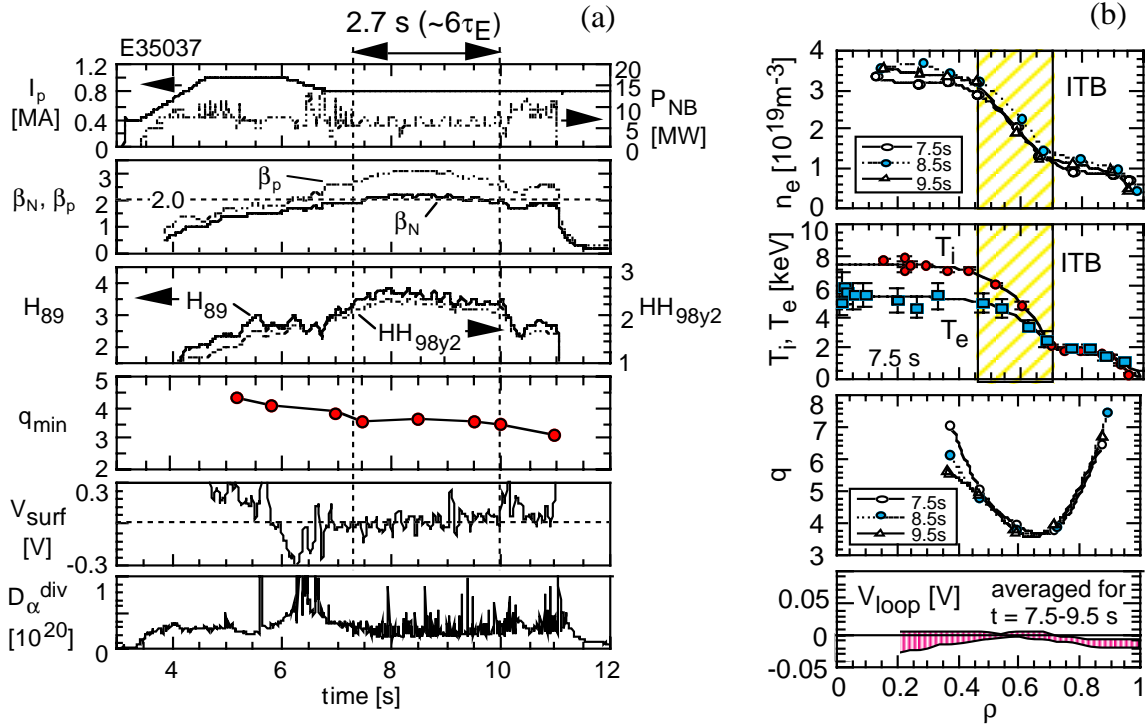 (a)
2.7 s (~6τE)
E35037
1.2
0.8
0.4
0
Ip
[MA]
20
15
10
5
0
PNB
[MW]
3
2
1
0
βN, βp
2.0
βp
βN
4
3
2
H89
H89
HH98y2
3
2
1
HH98y2
5
4
3
2
qmin
0.3
-0.3
Vsurf
[V]
1
0
Dα^div
[10^20]
4 6 8 10 12
time [s]
(b)
4
3
2
1
0
ne [10^19 m^-3]
ITB
7.5s
8.5s
9.5s
10
8
6
4
2
0
Ti, Te [keV]
Ti
Te
ITB
7.5 s
8
7
6
5
4
3
q
7.5s
8.5s
9.5s
0.05
0
-0.05
Vloop [V]
averaged for
t = 7.5-9.5 s
0 0.2 0.4 0.6 0.8 1
ρ